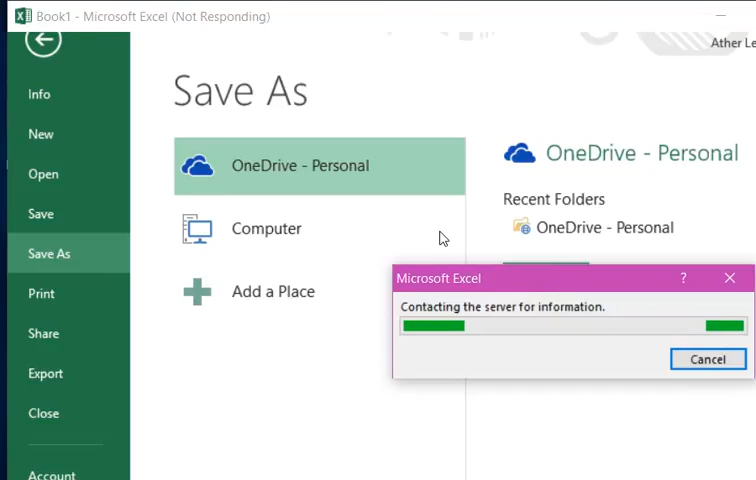 Book1 - Microsoft Excel (Not Responding)
Ather Le
Info
New
Open
Save
Save As
Print
Share
Export
Close
Account
Save As
OneDrive - Personal
Computer
Add a Place
OneDrive - Personal
Recent Folders
OneDrive - Personal
Microsoft Excel
?
Contacting the server for information.
Cancel